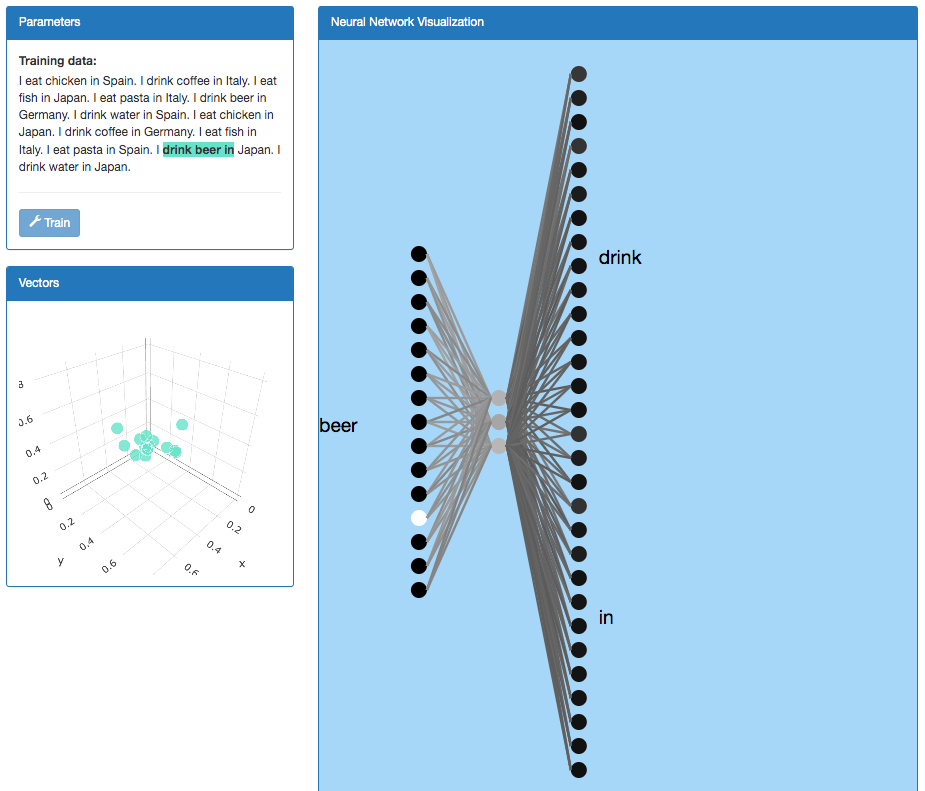 Parameters
Training data:
I eat chicken in Spain. I drink coffee in Italy. I eat
fish in Japan. I eat pasta in Italy. I drink beer in
Germany. I drink water in Spain. I eat chicken in
Japan. I drink coffee in Germany. I eat fish in
Italy. I eat pasta in Spain. I drink beer in Japan. I
drink water in Japan.
Train
Vectors
0.6
0.4
0.2
0
0
0.2
0.4
0.6
y
0
0.2
0.4
0.6
x
Neural Network Visualization
drink
beer
in